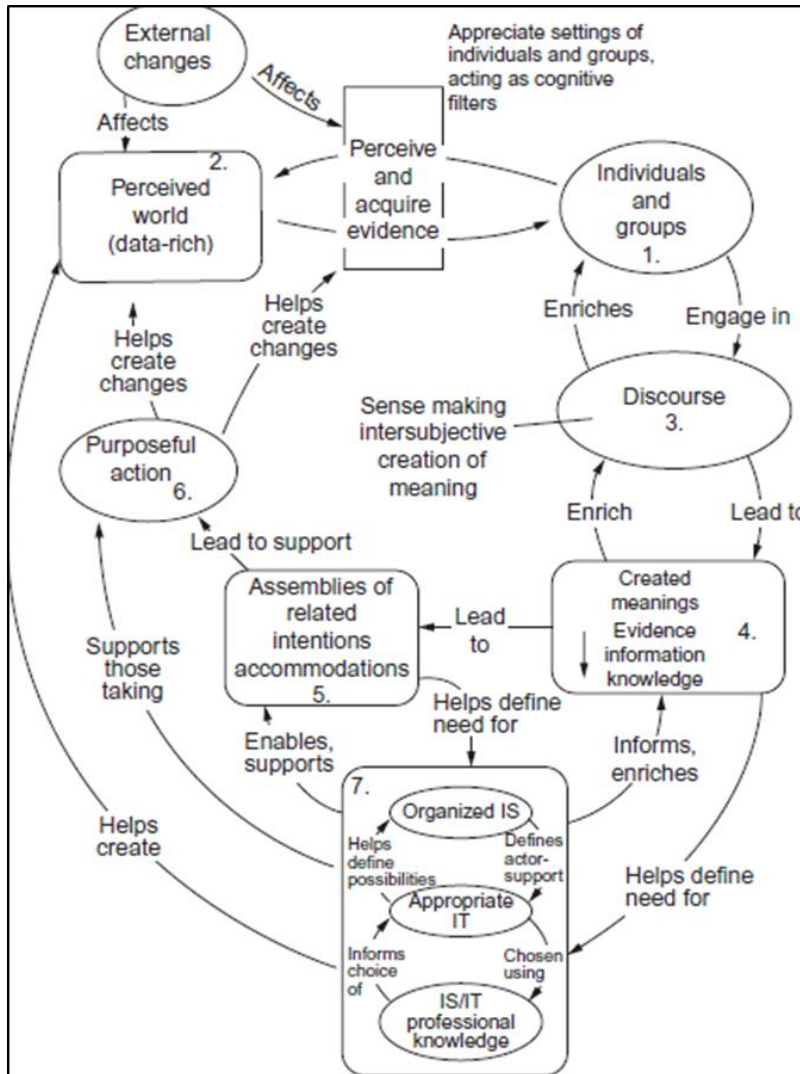 External
changes
Affects
Affects
Appreciate settings of
individuals and groups,
acting as cognitive
filters
2.
Perceived
world
(data-rich)
Perceive
and
acquire
evidence
Individuals
and
groups
1.
Helps
create
changes
Helps
create
changes
Enriches
Engage in
Discourse
3.
Sense making
intersubjective
creation of
meaning
Purposeful
action
6.
Enrich
Lead to
Lead to support
Assemblies of
related
intentions
accommodations
5.
Lead
to
Created
meanings
Evidence
information
knowledge
4.
Supports
those
taking
Helps define
need for
Enables,
supports
Informs,
enriches
7.
Organized IS
Helps
define
possibilities
Defines
actor-
support
Appropriate
IT
Informs
choice
of
Chosen
using
IS/IT
professional
knowledge
Helps
create
Helps define
need for